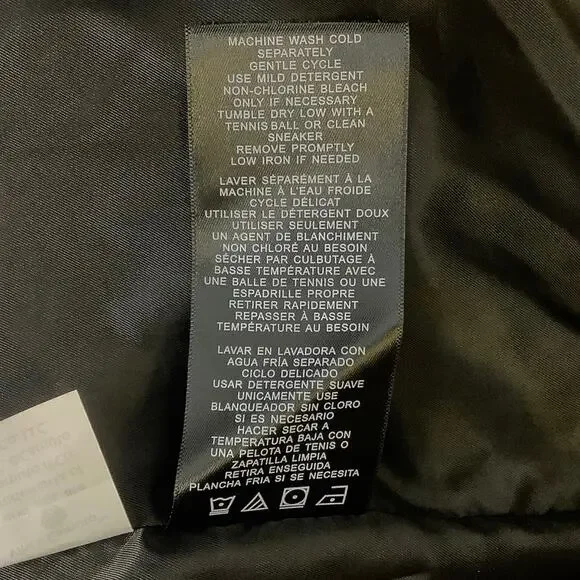 MACHINE WASH COLD
SEPARATELY
GENTLE CYCLE
USE MILD DETERGENT
NON-CHLORINE BLEACH
ONLY IF NECESSARY
TUMBLE DRY LOW WITH A
TENNIS BALL OR CLEAN
SNEAKER
REMOVE PROMPTLY
LOW IRON IF NEEDED
LAVER SÉPARÉMENT À LA
MACHINE À L'EAU FROIDE
CYCLE DÉLICAT
UTILISER LE DÉTERGENT DOUX
UTILISER SEULEMENT
UN AGENT DE BLANCHIMENT
NON CHLORÉ AU BESOIN
SÉCHER PAR CULBUTAGE À
BASSE TEMPÉRATURE AVEC
UNE BALLE DE TENNIS OU UNE
ESPADRILLE PROPRE
RETIRER RAPIDEMENT
REPASSER À BASSE
TEMPÉRATURE AU BESOIN
LAVAR EN LAVADORA CON
AGUA FRÍA SEPARADO
CICLO DELICADO
USAR DETERGENTE SUAVE
UNICAMENTE USE
BLANQUEADOR SIN CLORO
SI ES NECESARIO
HACER SECAR A
TEMPERATURA BAJA CON
UNA PELOTA DE TENIS O
ZAPATILLA LIMPIA
RETIRA ENSEGUIDA
PLANCHA FRIA SI SE NECESITA